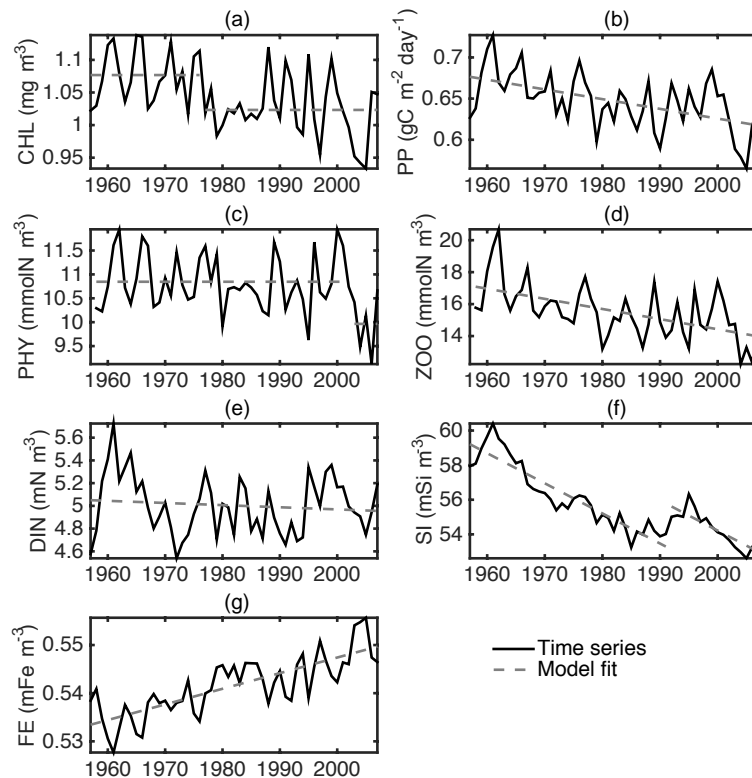 (a)
CHL (mg m⁻³)
1.1
1.05
1
0.95
1960 1970 1980 1990 2000
(b)
PP (gC m⁻² day⁻¹)
0.7
0.65
0.6
1960 1970 1980 1990 2000
(c)
PHY (mmolN m⁻³)
11.5
11
10.5
10
9.5
1960 1970 1980 1990 2000
(d)
ZOO (mmolN m⁻³)
20
18
16
14
1960 1970 1980 1990 2000
(e)
DIN (mN m⁻³)
5.6
5.4
5.2
5
4.8
4.6
1960 1970 1980 1990 2000
(f)
SI (mSi m⁻³)
60
58
56
54
1960 1970 1980 1990 2000
(g)
FE (mFe m⁻³)
0.55
0.54
0.53
1960 1970 1980 1990 2000
Time series
Model fit